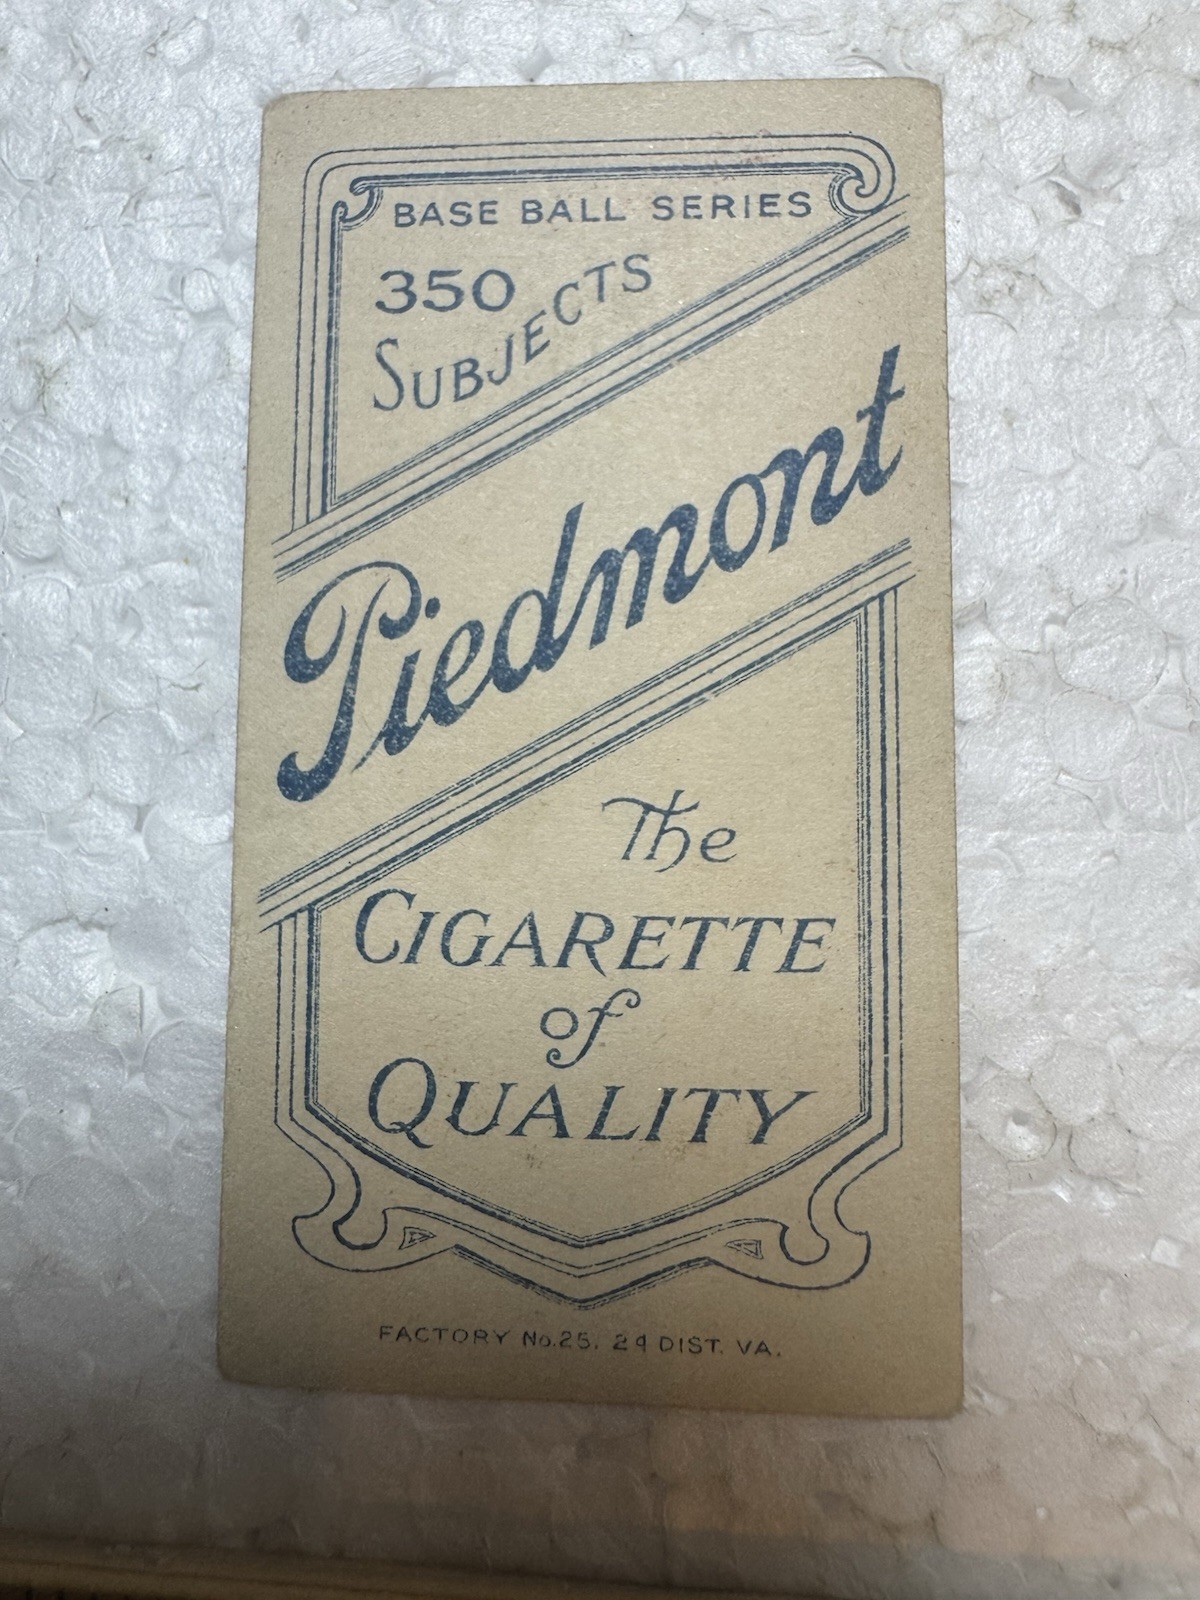 BASE BALL SERIES
350
SUBJECTS
Piedmont
The
CIGARETTE
of
QUALITY
FACTORY No.25, 2d DIST. VA.